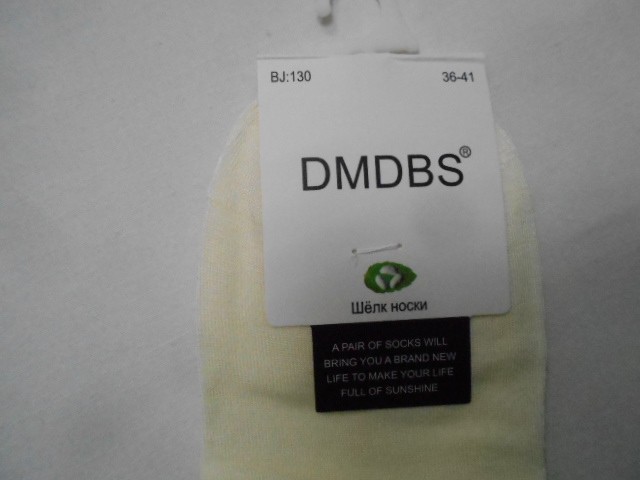 BJ:130 36-41
DMDBS®
Шёлк носки
A PAIR OF SOCKS WILL
BRING YOU A BRAND NEW
LIFE TO MAKE YOUR LIFE
FULL OF SUNSHINE